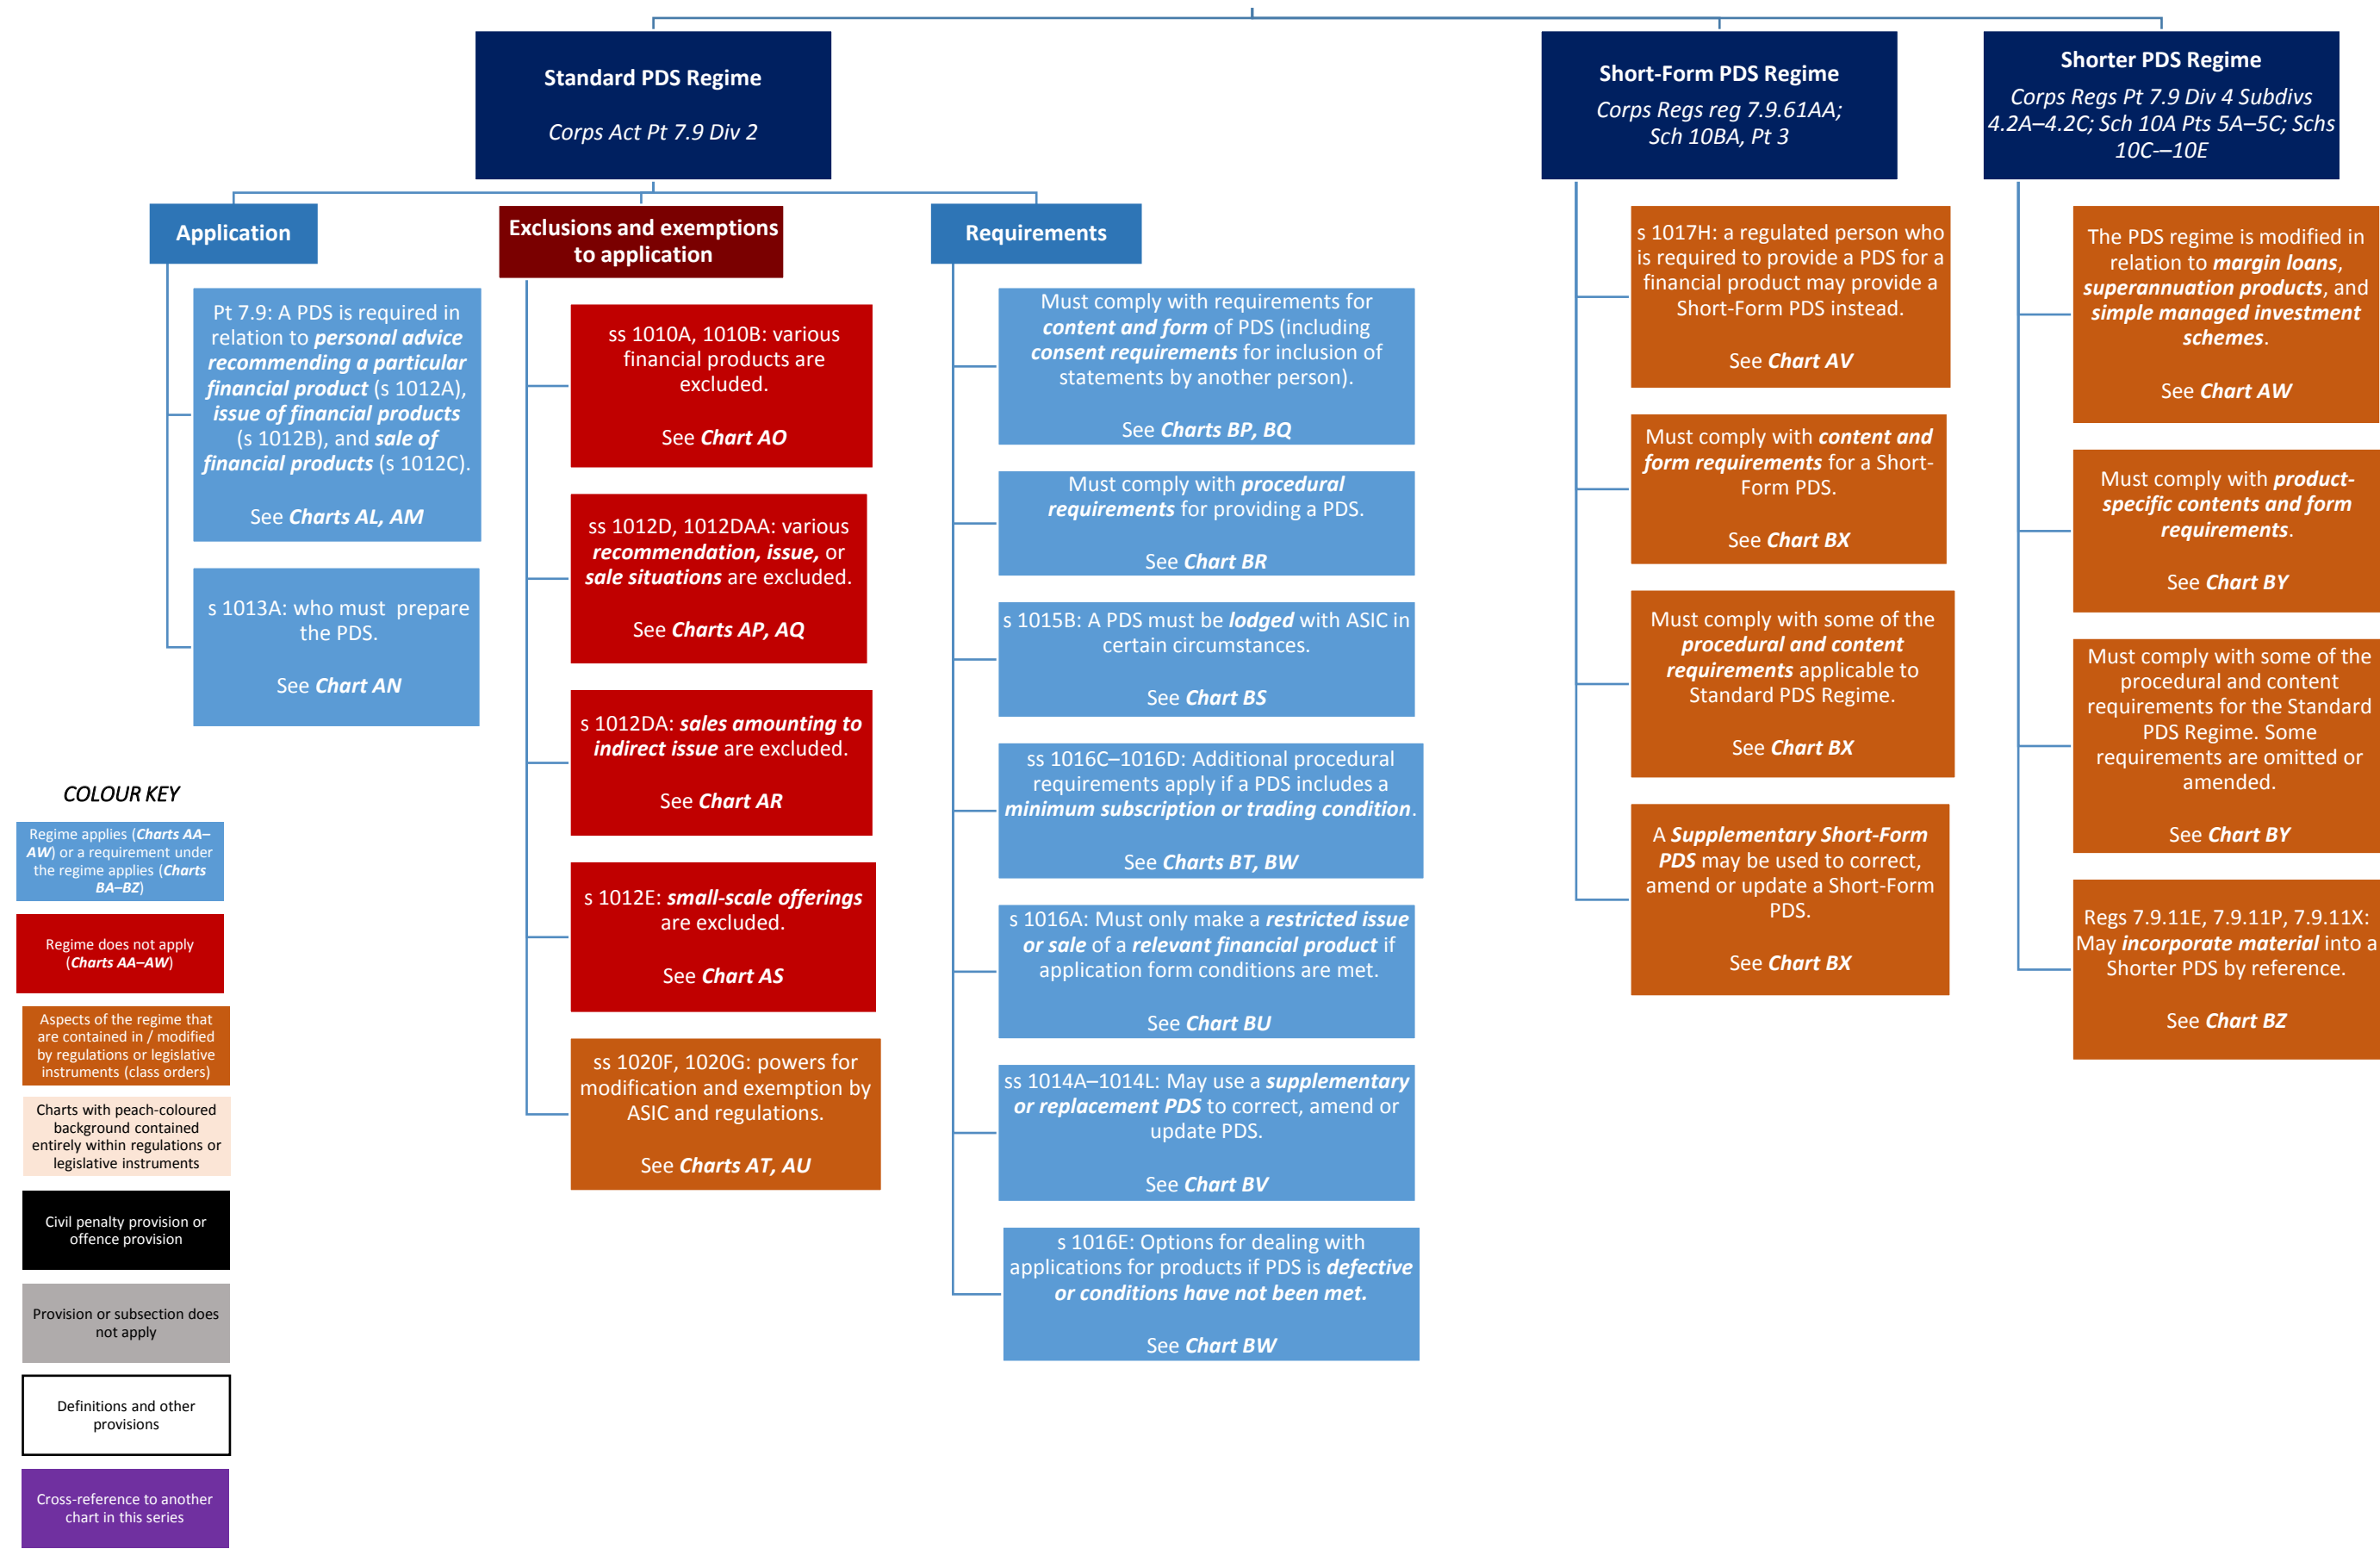 Standard PDS Regime
Corps Act Pt 7.9 Div 2
Application
Pt 7.9: A PDS is required in
relation to personal advice
recommending a particular
financial product (s 1012A),
issue of financial products
(s 1012B), and sale of
financial products (s 1012C).
See Charts AL, AM
s 1013A: who must  prepare
the PDS.
See Chart AN
Exclusions and exemptions
to application
ss 1010A, 1010B: various
financial products are
excluded.
See Chart AO
ss 1012D, 1012DAA: various
recommendation, issue, or
sale situations are excluded.
See Charts AP, AQ
s 1012DA: sales amounting to
indirect issue are excluded.
See Chart AR
s 1012E: small-scale offerings
are excluded.
See Chart AS
ss 1020F, 1020G: powers for
modification and exemption by
ASIC and regulations.
See Charts AT, AU
Requirements
Must comply with requirements for
content and form of PDS (including
consent requirements for inclusion of
statements by another person).
See Charts BP, BQ
Must comply with procedural
requirements for providing a PDS.
See Chart BR
s 1015B: A PDS must be lodged with ASIC in
certain circumstances.
See Chart BS
ss 1016C–1016D: Additional procedural
requirements apply if a PDS includes a
minimum subscription or trading condition.
See Charts BT, BW
s 1016A: Must only make a restricted issue
or sale of a relevant financial product if
application form conditions are met.
See Chart BU
ss 1014A–1014L: May use a supplementary
or replacement PDS to correct, amend or
update PDS.
See Chart BV
s 1016E: Options for dealing with
applications for products if PDS is defective
or conditions have not been met.
See Chart BW
Short-Form PDS Regime
Corps Regs reg 7.9.61AA;
Sch 10BA, Pt 3
s 1017H: a regulated person who
is required to provide a PDS for a
financial product may provide a
Short-Form PDS instead.
See Chart AV
Must comply with content and
form requirements for a Short-
Form PDS.
See Chart BX
Must comply with some of the
procedural and content
requirements applicable to
Standard PDS Regime.
See Chart BX
A Supplementary Short-Form
PDS may be used to correct,
amend or update a Short-Form
PDS.
See Chart BX
Shorter PDS Regime
Corps Regs Pt 7.9 Div 4 Subdivs
4.2A–4.2C; Sch 10A Pts 5A–5C; Schs
10C-–10E
The PDS regime is modified in
relation to margin loans,
superannuation products, and
simple managed investment
schemes.
See Chart AW
Must comply with product-
specific contents and form
requirements.
See Chart BY
Must comply with some of the
procedural and content
requirements for the Standard
PDS Regime. Some
requirements are omitted or
amended.
See Chart BY
Regs 7.9.11E, 7.9.11P, 7.9.11X:
May incorporate material into a
Shorter PDS by reference.
See Chart BZ
COLOUR KEY
Regime applies (Charts AA–
AW) or a requirement under
the regime applies (Charts
BA–BZ)
Regime does not apply
(Charts AA–AW)
Aspects of the regime that
are contained in / modified
by regulations or legislative
instruments (class orders)
Charts with peach-coloured
background contained
entirely within regulations or
legislative instruments
Civil penalty provision or
offence provision
Provision or subsection does
not apply
Definitions and other
provisions
Cross-reference to another
chart in this series